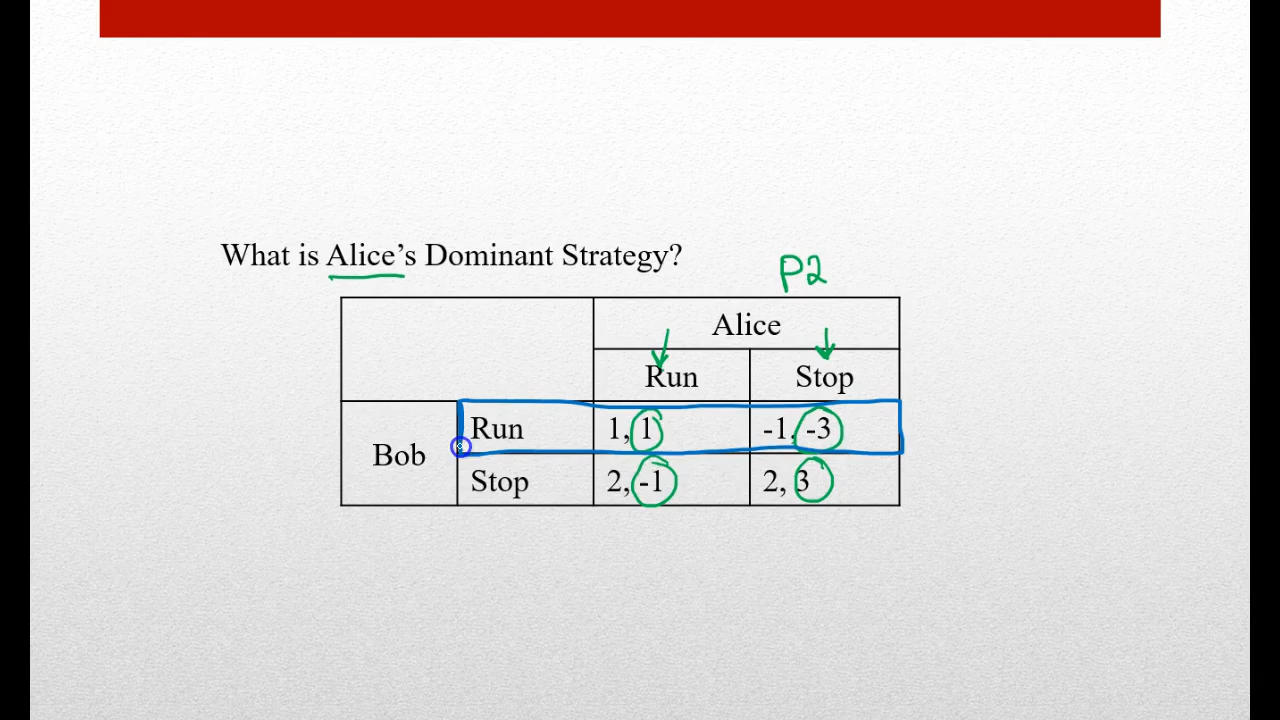 What is Alice's Dominant Strategy?
P2
Alice
Run Stop
Run 1, 1 -1, -3
Bob
Stop 2, -1 2, 3